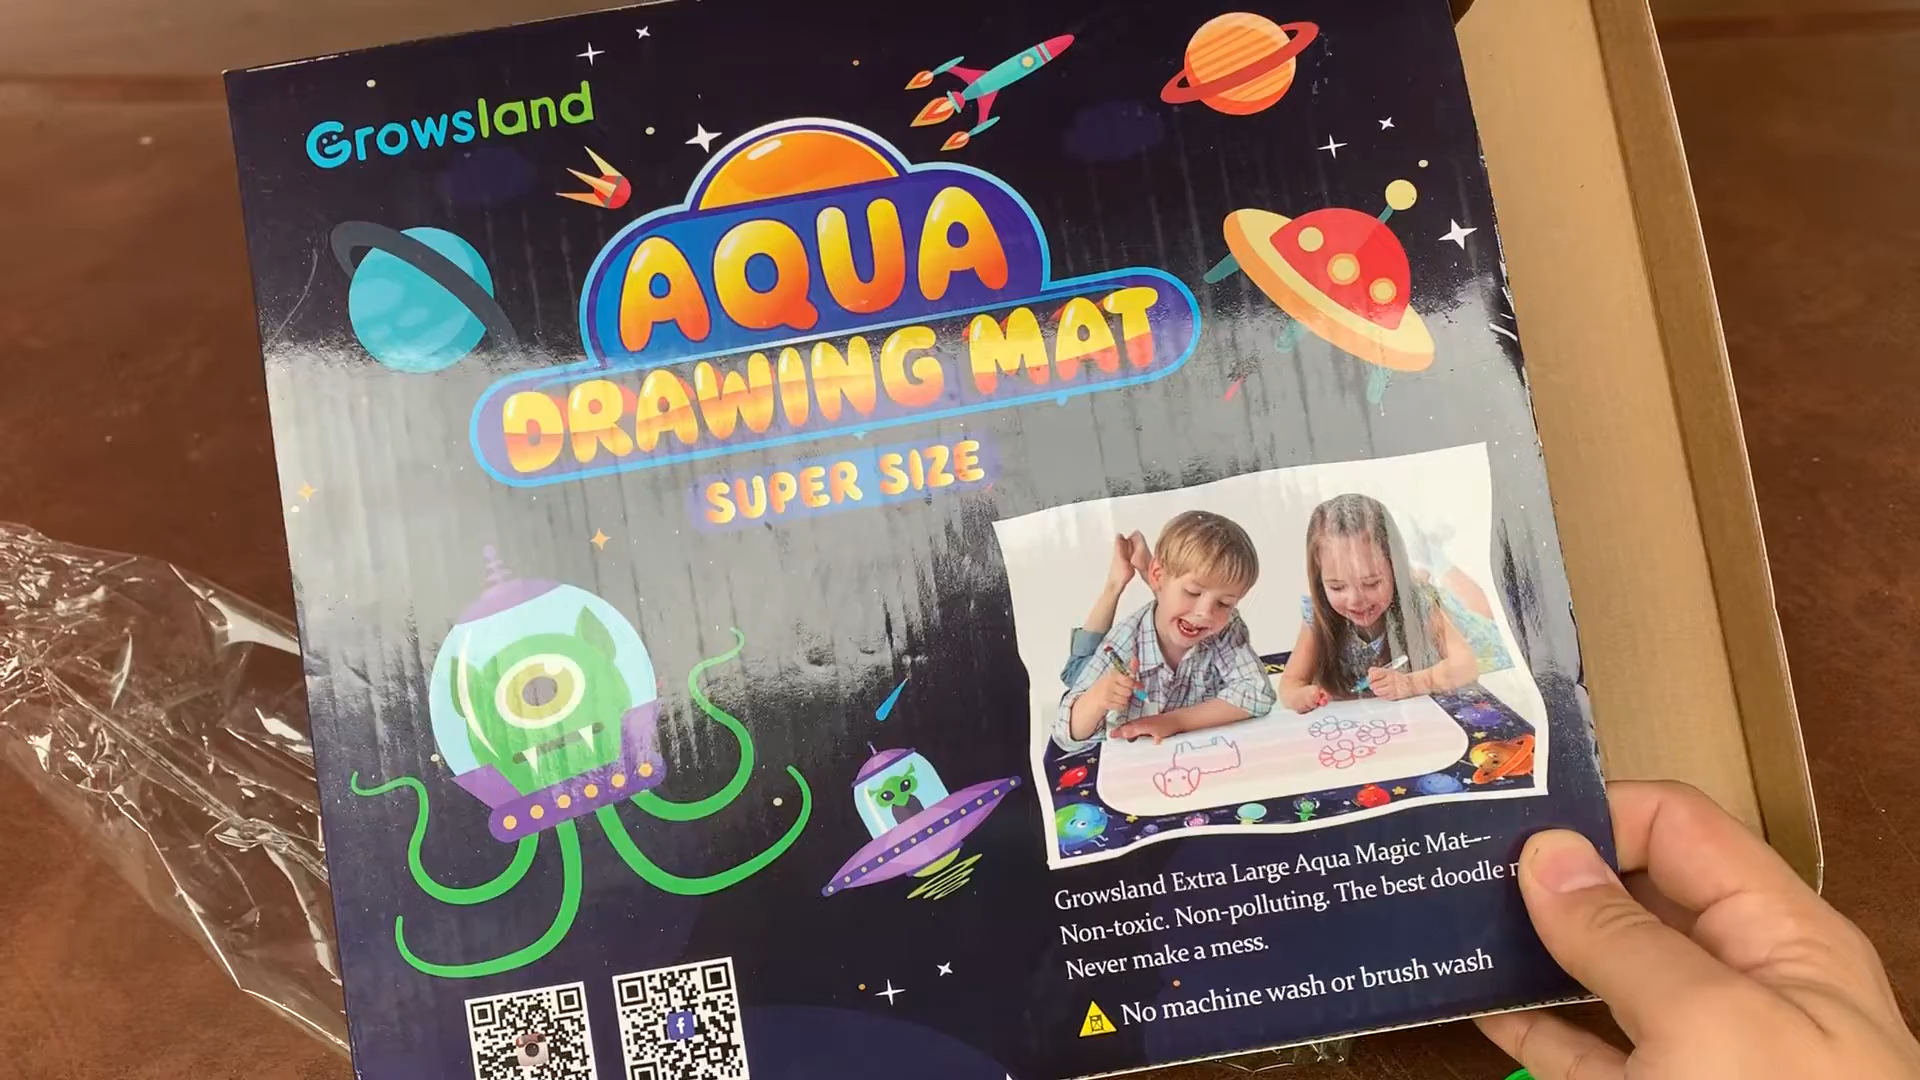 Growsland
AQUA
DRAWING MAT
SUPER SIZE
Growsland Extra Large Aqua Magic Mat---
Non-toxic. Non-polluting. The best doodle
Never make a mess.
No machine wash or brush wash